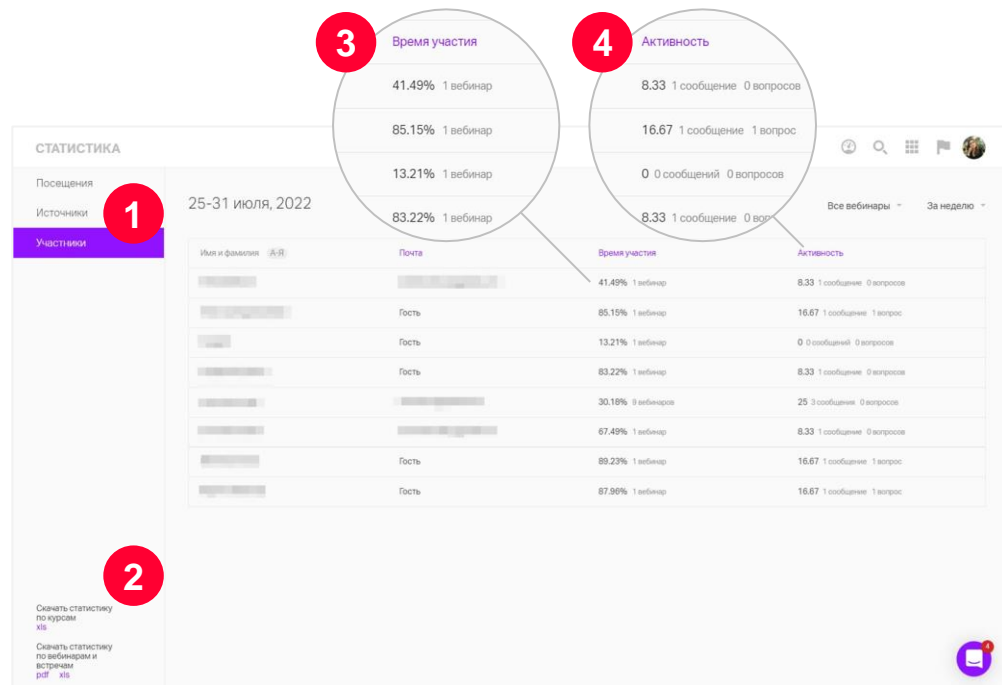 3
Время участия
41.49% 1 вебинар
85.15% 1 вебинар
13.21% 1 вебинар
83.22% 1 вебинар
4
Активность
8.33 1 сообщение 0 вопросов
16.67 1 сообщение 1 вопрос
0 0 сообщений 0 вопросов
8.33 1 сообщение 0
СТАТИСТИКА
Посещения
Источники
1
Участники
25-31 июля, 2022
Все вебинары
За неделю
Имя и фамилия А-Я Почта Время участия Активность
41.49% 1 вебинар 8.33 1 сообщение 0 вопросов
Гость 85.15% 1 вебинар 16.67 1 сообщение 1 вопрос
Гость 13.21% 1 вебинар 0 0 сообщений 0 вопросов
Гость 83.22% 1 вебинар 8.33 1 сообщение 0 вопросов
30.18% 9 вебинаров 25 3 сообщения 0 вопросов
67.49% 1 вебинар 8.33 1 сообщение 0 вопросов
Гость 89.23% 1 вебинар 16.67 1 сообщение 1 вопрос
Гость 87.96% 1 вебинар 16.67 1 сообщение 1 вопрос
2
Скачать статистику
по курсам
xls
Скачать статистику
по вебинарам и
встречам
pdf xls
4